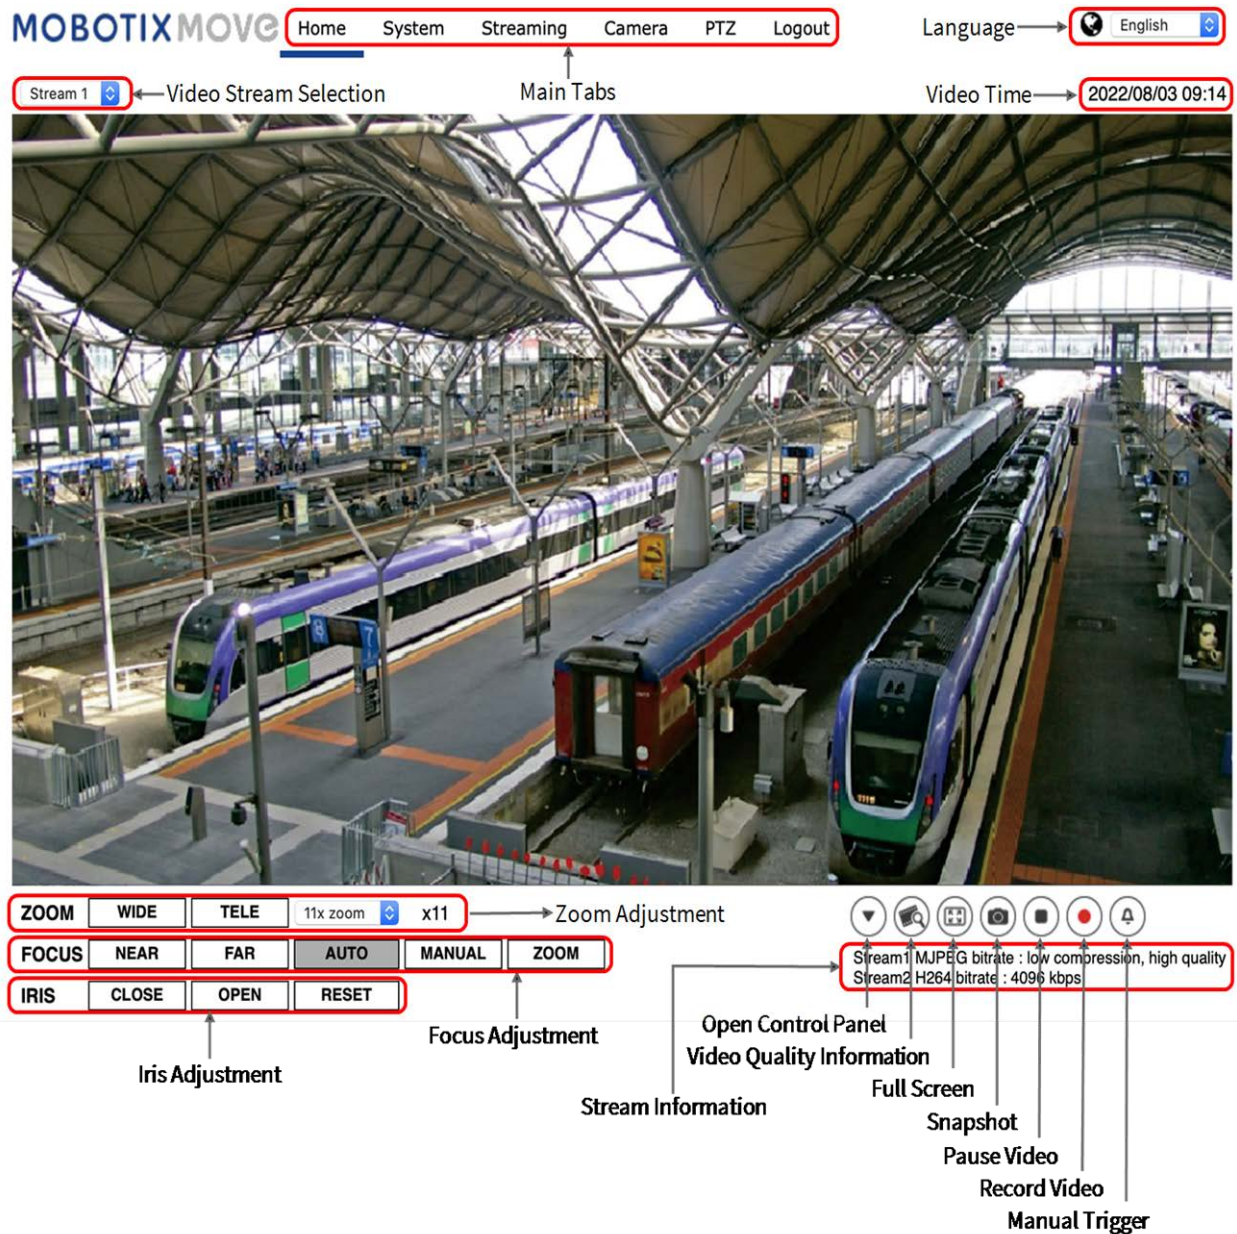 MOBOTIX MOVE
Home System Streaming Camera PTZ Logout
Language
English
Stream 1
Video Stream Selection
Main Tabs
Video Time
2022/08/03 09:14
8
7
1116
ZOOM WIDE TELE 11x zoom x11
Zoom Adjustment
FOCUS NEAR FAR AUTO MANUAL ZOOM
IRIS CLOSE OPEN RESET
Stream1 MJPEG bitrate : low compression, high quality
Stream2 H264 bitrate : 4096 kbps
Focus Adjustment
Iris Adjustment
Open Control Panel
Video Quality Information
Full Screen
Stream Information
Snapshot
Pause Video
Record Video
Manual Trigger